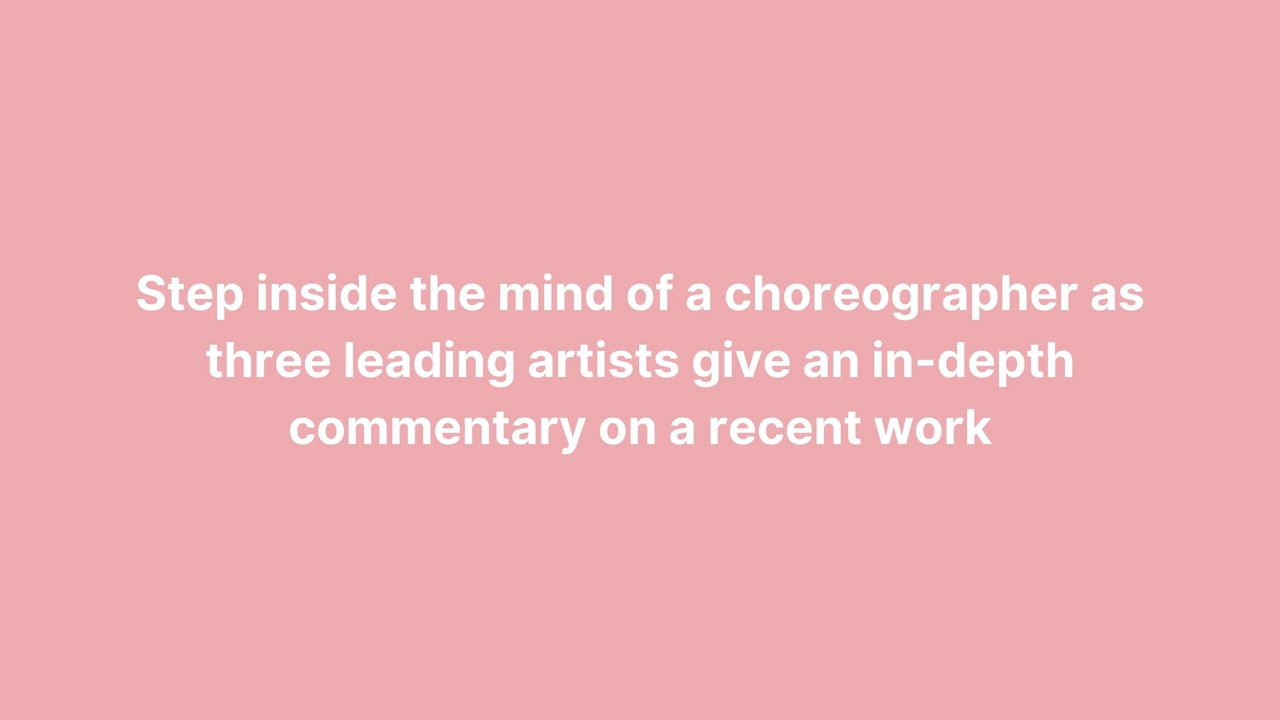 Step inside the mind of a choreographer as
three leading artists give an in-depth
commentary on a recent work